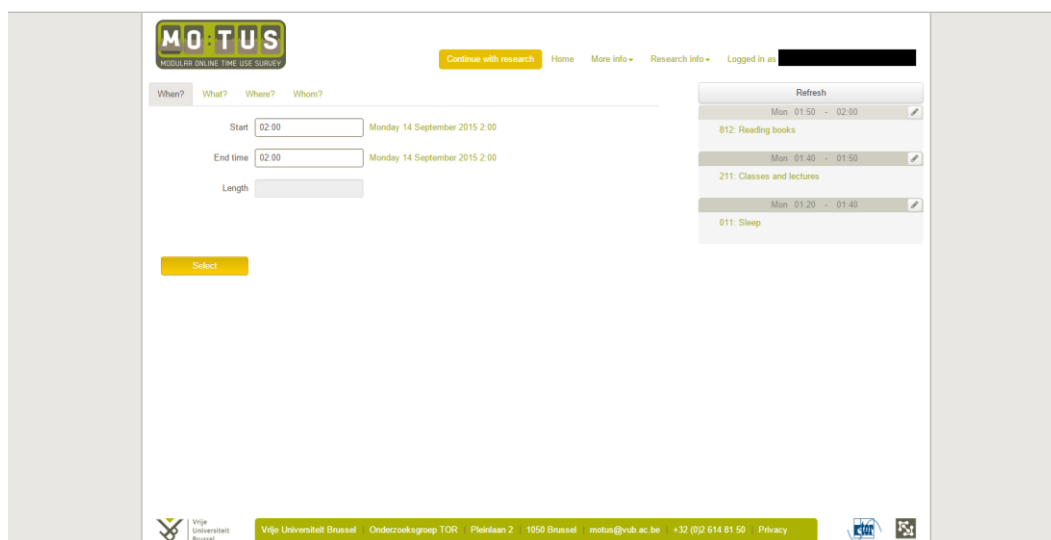 MO:TUS
MODULAR ONLINE TIME USE SURVEY
Continue with research Home More info Research info Logged in as
When? What? Where? Whom?
Start 02:00 Monday 14 September 2015 2:00
End time 02:00 Monday 14 September 2015 2:00
Length
Select
Refresh
Mon 01:50 - 02:00
812: Reading books
Mon 01:40 - 01:50
211: Classes and lectures
Mon 01:20 - 01:40
011: Sleep
Vrije
Universiteit
Brussel
Vrije Universiteit Brussel | Onderzoeksgroep TOR | Pleinlaan 2 | 1050 Brussel | motus@vub.ac.be | +32 (0)2 614 81 50 | Privacy
tor